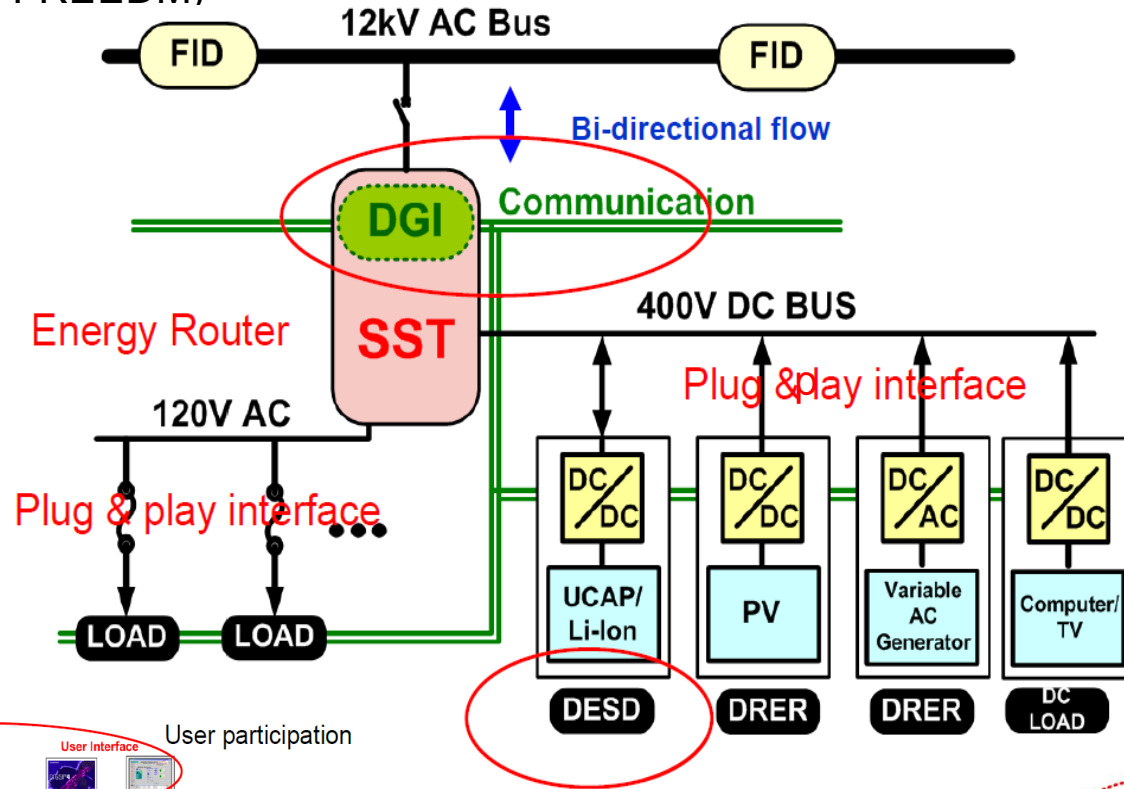 FREEDM)
12kV AC Bus
FID
FID
Bi-directional flow
Communication
DGI
SST
Energy Router
400V DC BUS
Plug &play interface
120V AC
Plug & play interface
DC/DC
DC/DC
DC/AC
DC/DC
UCAP/
Li-Ion
PV
Variable
AC
Generator
Computer/
TV
LOAD
LOAD
DESD
DRER
DRER
DC
LOAD
User participation
User Interface